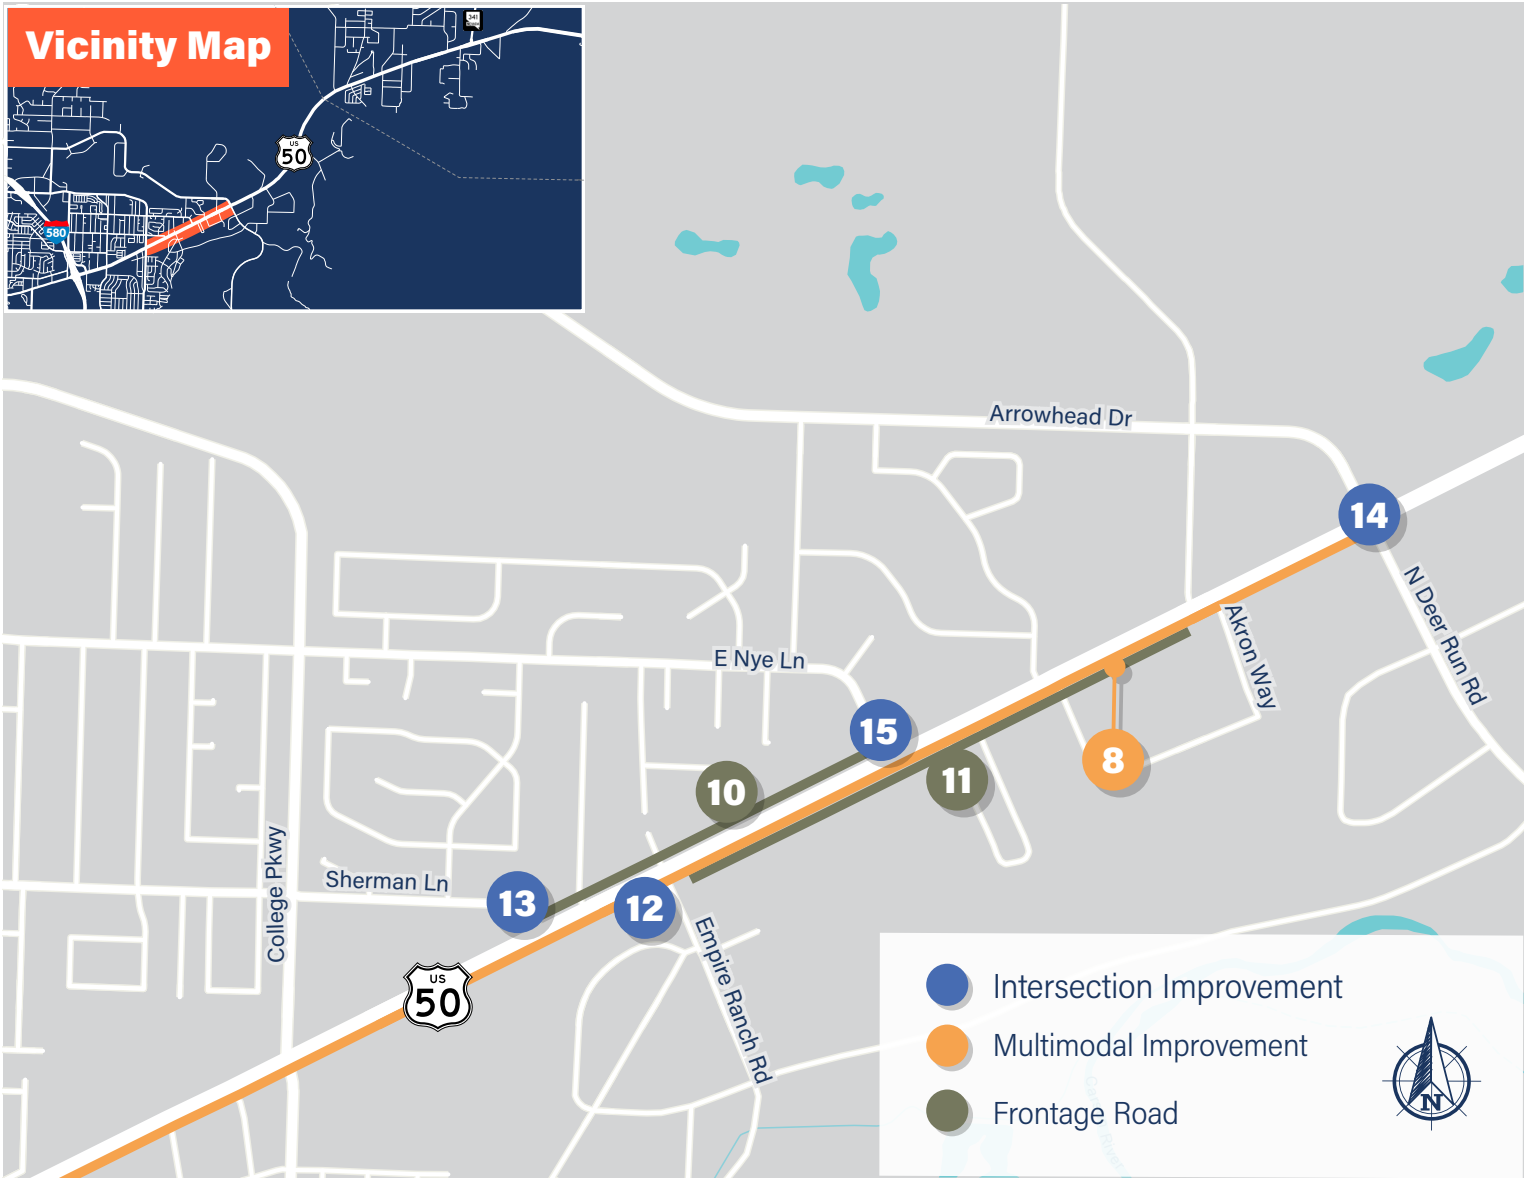 Vicinity Map
341
US
50
580
Arrowhead Dr
14
N Deer Run Rd
Akron Way
E Nye Ln
15
8
11
10
College Pkwy
Sherman Ln
13
12
Empire Ranch Rd
US
50
Intersection Improvement
Multimodal Improvement
Frontage Road
N